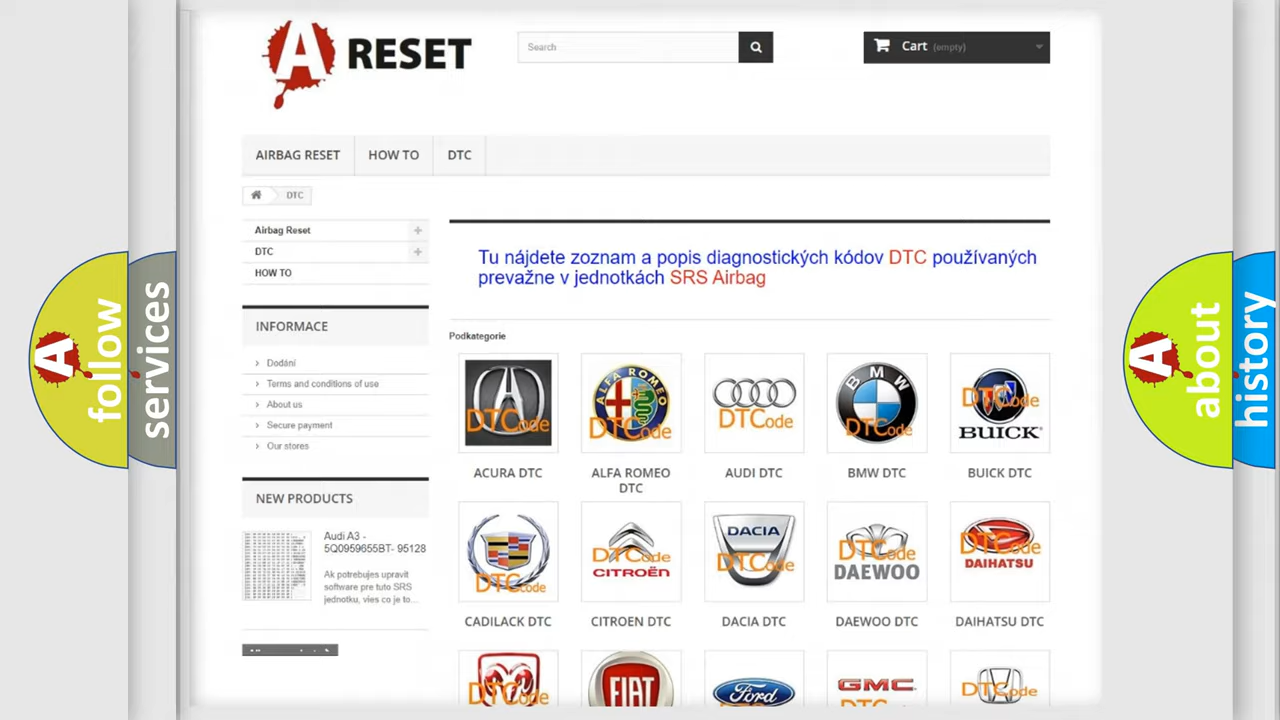 A RESET
Search
Cart (empty)
AIRBAG RESET
HOW TO
DTC
DTC
Airbag Reset
DTC
HOW TO
INFORMACE
Dodání
Terms and conditions of use
About us
Secure payment
Our stores
NEW PRODUCTS
Audi A3 -
5Q0959655BT- 95128
Ak potrebujes upravit
software pre tuto SRS
jednotku, vies co je to...
Tu nájdete zoznam a popis diagnostických kódov DTC používaných
prevažne v jednotkách SRS Airbag
Podkategorie
DTCode
ALFA ROMEO
DTCode
DTCode
BMW
DTCode
DTCode
BUICK
ACURA DTC
ALFA ROMEO
DTC
AUDI DTC
BMW DTC
BUICK DTC
DTCode
DTCode
CITROËN
DACIA
DTCode
DTCode
DAEWOO
DTCode
DAIHATSU
CADILACK DTC
CITROEN DTC
DACIA DTC
DAEWOO DTC
DAIHATSU DTC
DTCode
FIAT
Ford
GMC
DTCode
A follow
services
A about
history